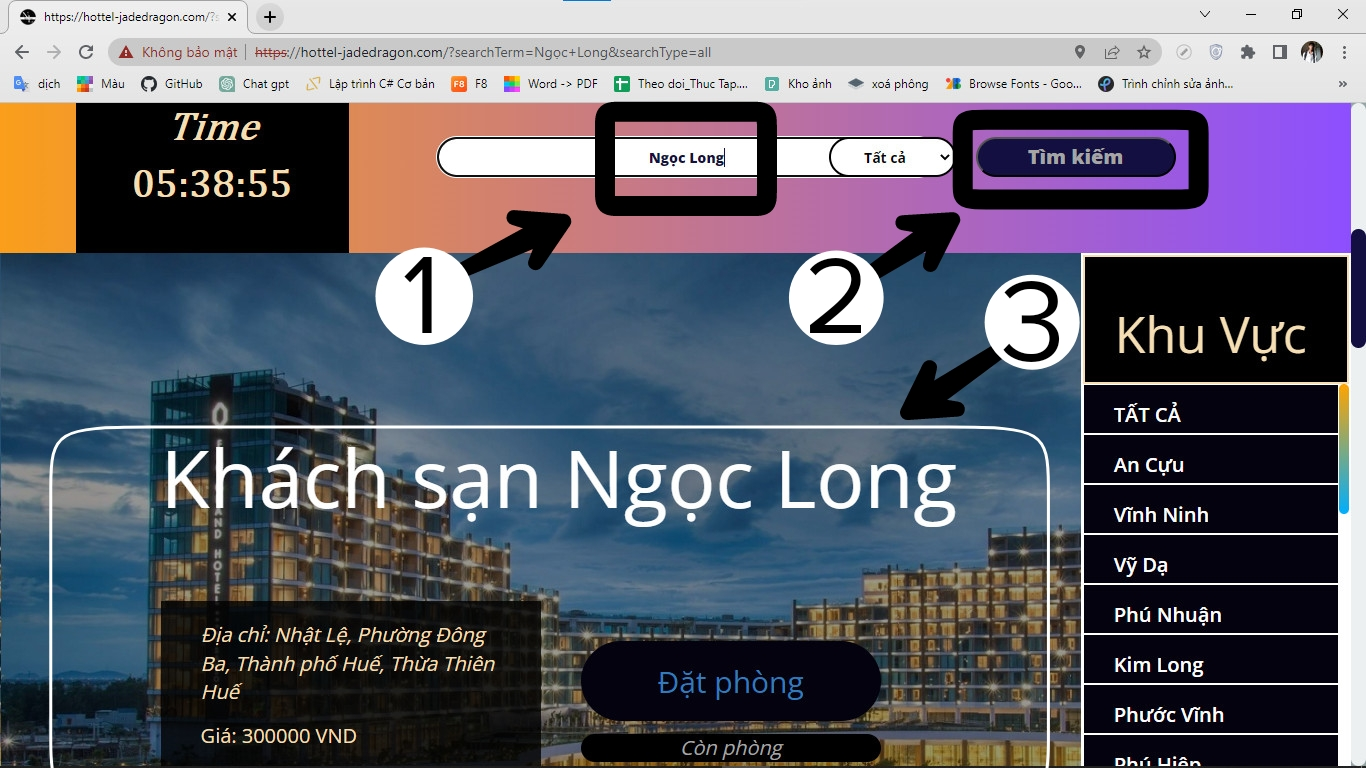 https://hottel-jadedragon.com/?s
Không bảo mật
https://hottel-jadedragon.com/?searchTerm=Ngọc+Long&searchType=all
dịch
Màu
GitHub
Chat gpt
Lập trình C# Cơ bản
F8
F8
Word -> PDF
Theo doi_Thuc Tap....
Kho ảnh
xoá phông
Browse Fonts - Goo...
Trình chỉnh sửa ảnh...
»
Time
05:38:55
Ngọc Long
Tất cả
Tìm kiếm
1
2
3
Khu Vực
TẤT CẢ
An Cựu
Vĩnh Ninh
Vỹ Dạ
Phú Nhuận
Kim Long
Phước Vĩnh
Phú Hiệp
Khách sạn Ngọc Long
Địa chỉ: Nhật Lệ, Phường Đông
Ba, Thành phố Huế, Thừa Thiên
Huế
Giá: 300000 VND
Đặt phòng
Còn phòng